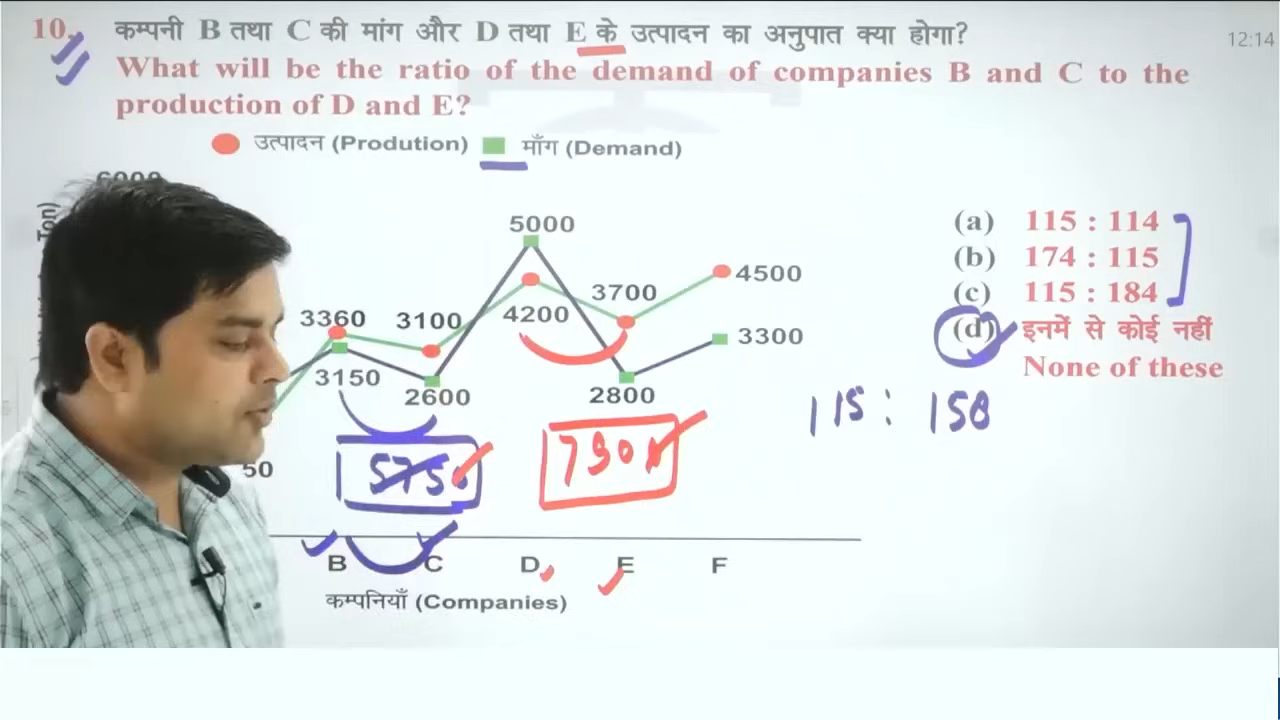 10. कम्पनी B तथा C की मांग और D तथा E के उत्पादन का अनुपात क्या होगा?
12:14
What will be the ratio of the demand of companies B and C to the
production of D and E?
उत्पादन (Prodution) माँग (Demand)
6000
Ton)
5000
(a) 115 : 114
(b) 174 : 115
4500
3700
(c) 115 : 184
3360
3100
4200
(d) इनमें से कोई नहीं
None of these
3300
3150
2600
2800
115 : 158
5750
7900
50
B C D E F
कम्पनियाँ (Companies)